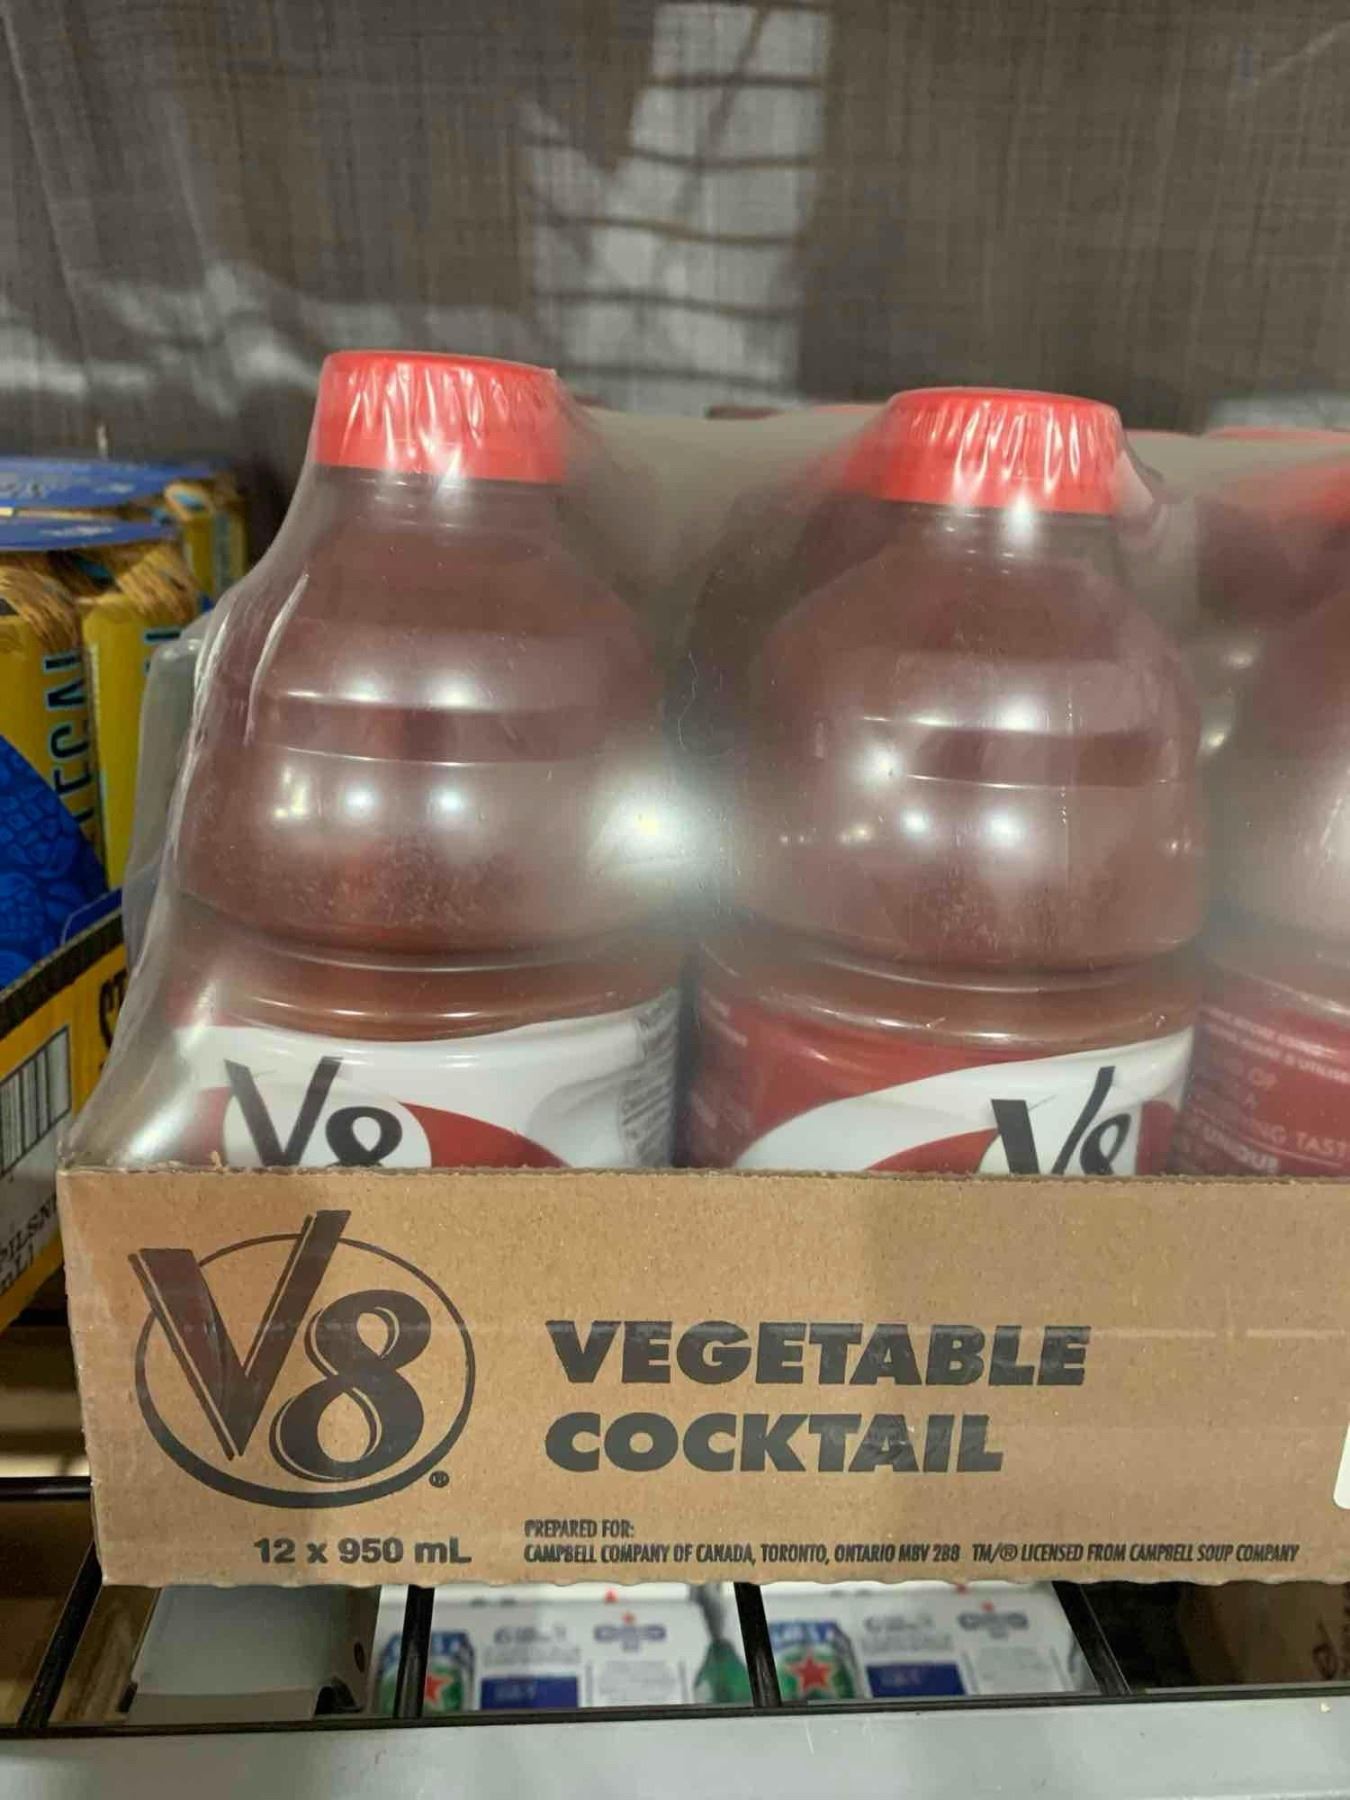 V8
V8
V8
VEGETABLE
COCKTAIL
12 x 950 mL
PREPARED FOR:
CAMPBELL COMPANY OF CANADA, TORONTO, ONTARIO M8V 2B8 TM/® LICENSED FROM CAMPBELL SOUP COMPANY